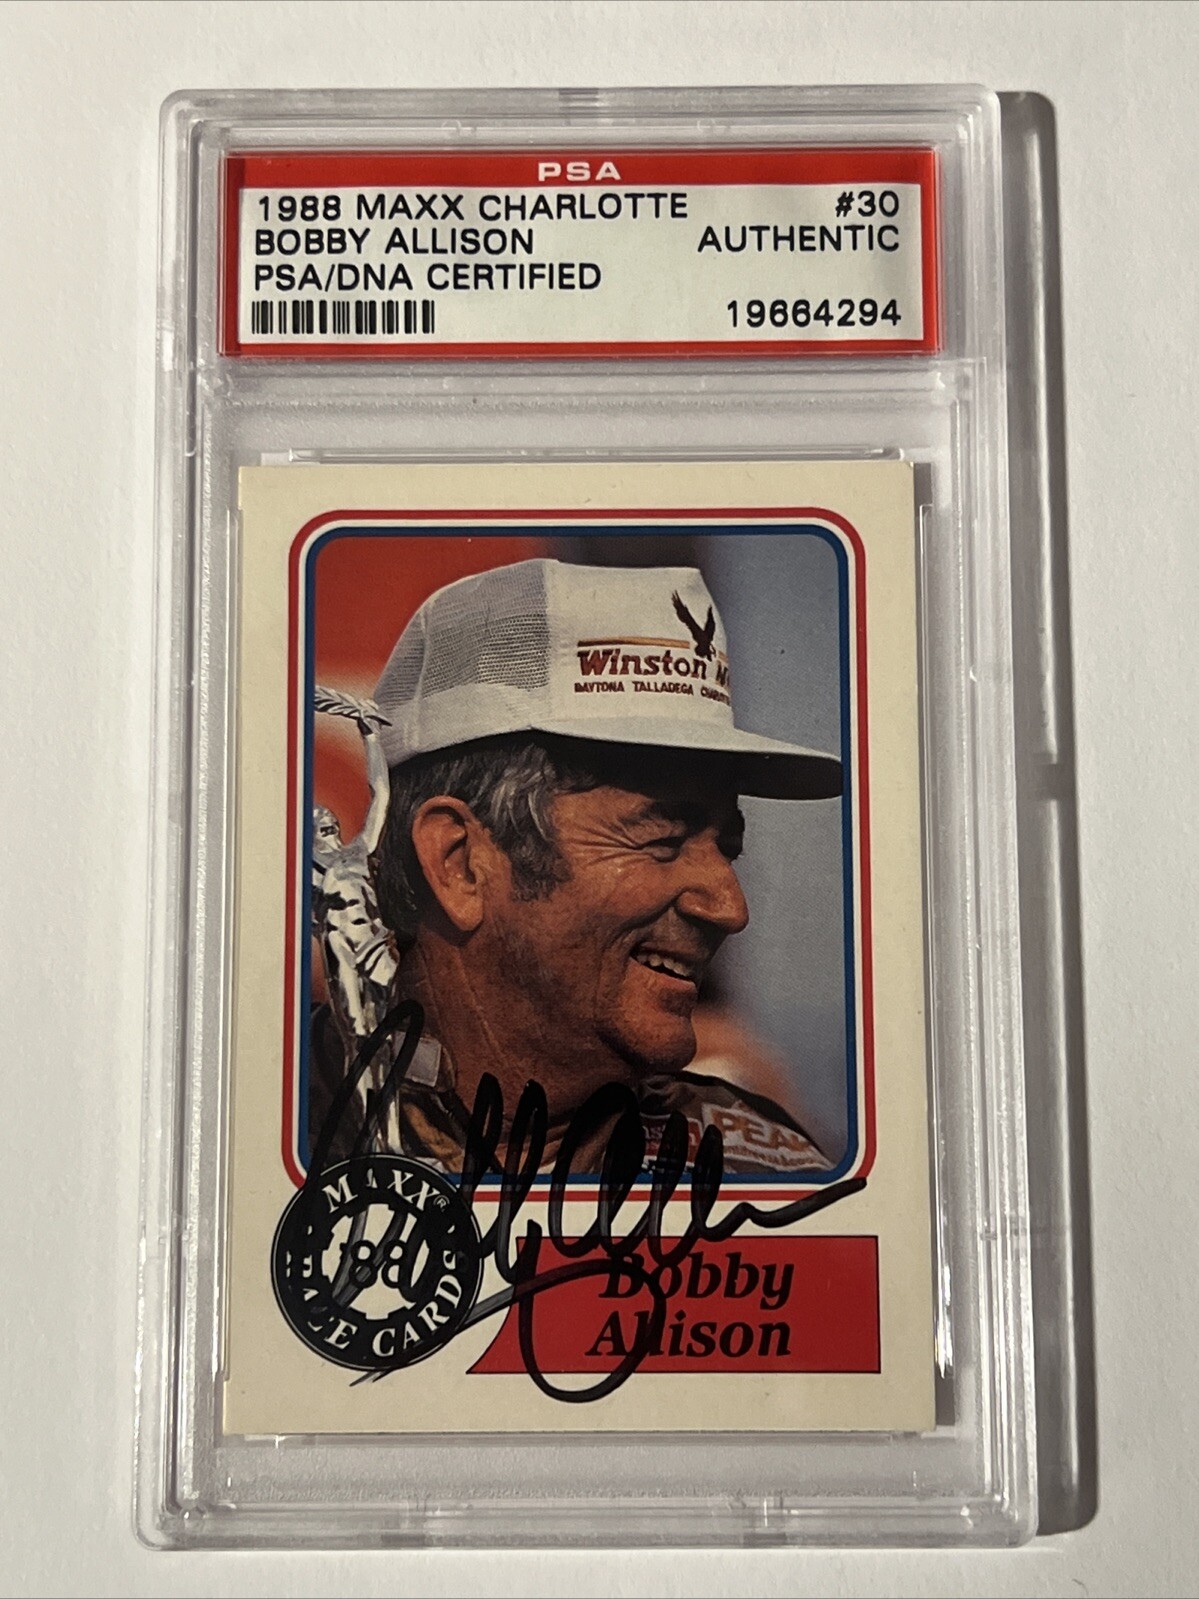 PSA
1988 MAXX CHARLOTTE #30
BOBBY ALLISON AUTHENTIC
PSA/DNA CERTIFIED
19664294
Winston
DAYTONA TALLADEGA
PEAK
MAXX®
'88
RACE CARDS
Bobby
Allison